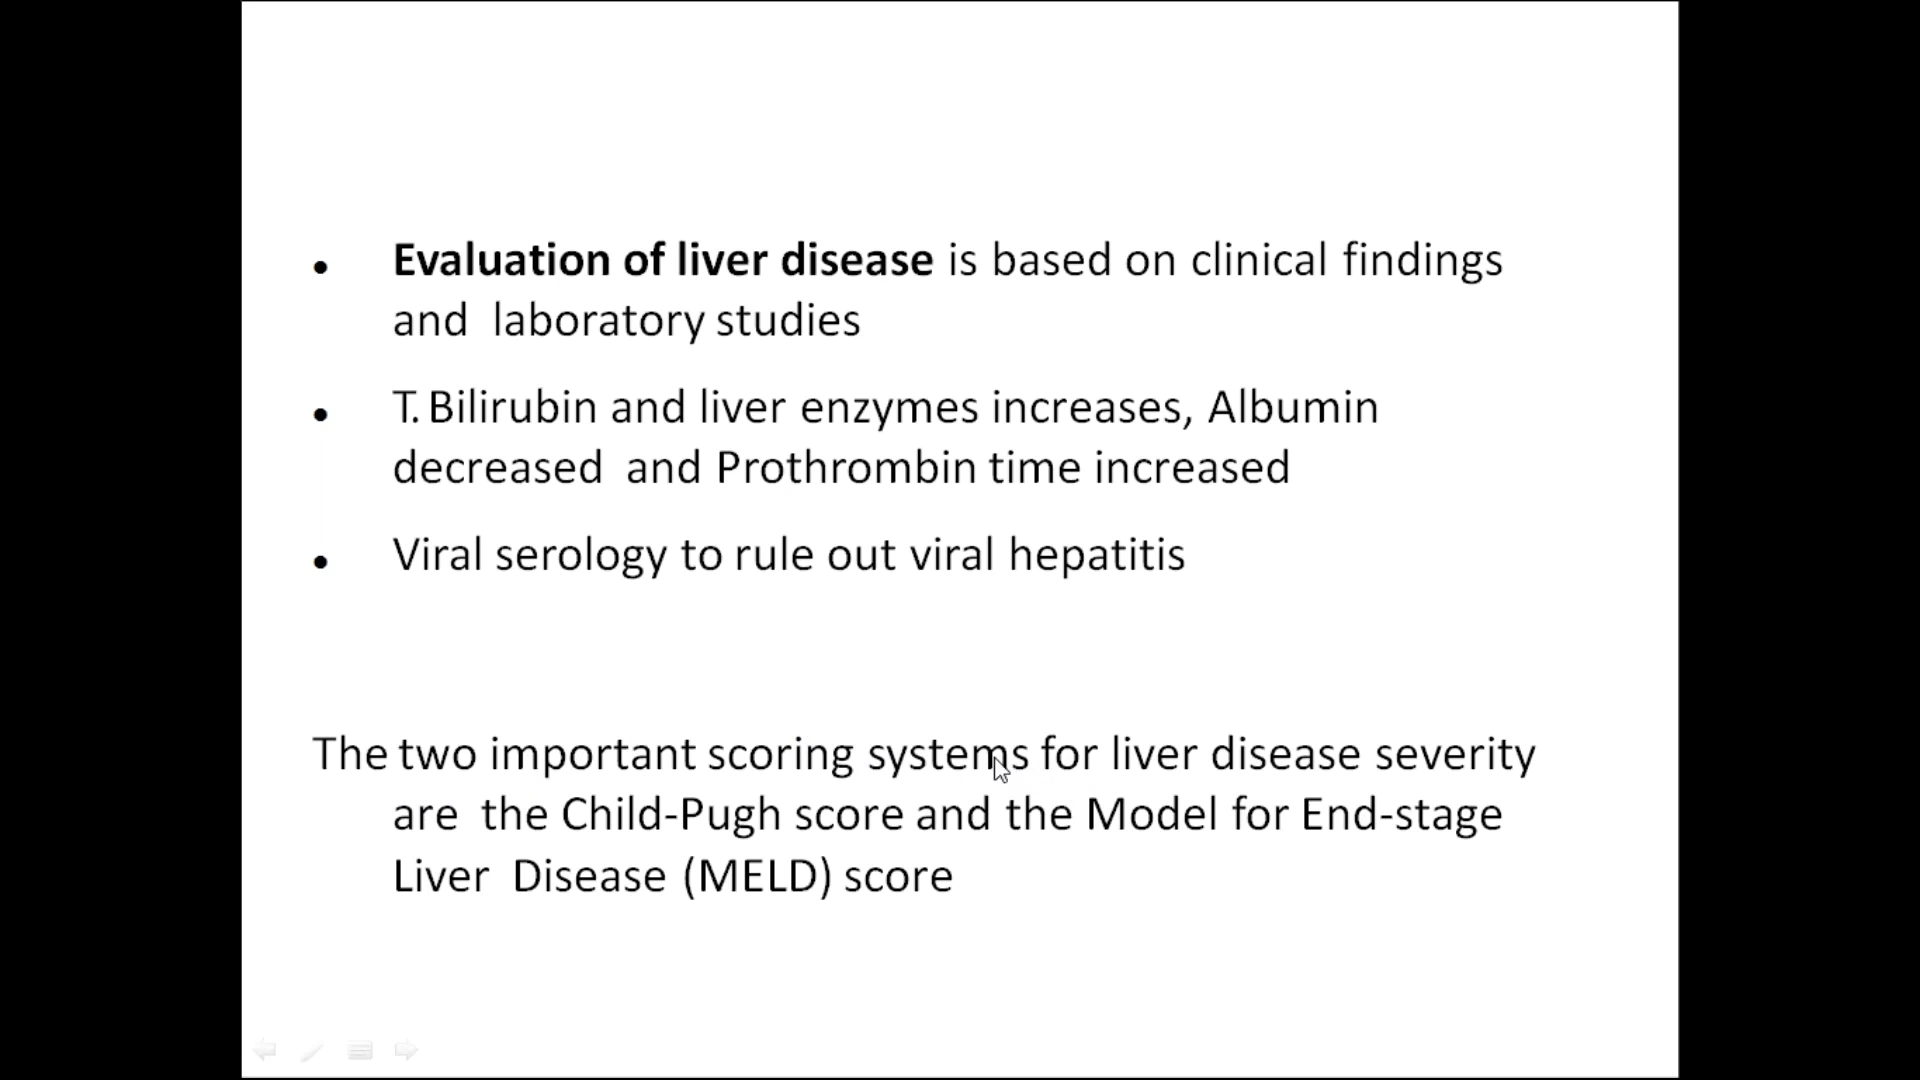 • Evaluation of liver disease is based on clinical findings
and laboratory studies
• T. Bilirubin and liver enzymes increases, Albumin
decreased and Prothrombin time increased
• Viral serology to rule out viral hepatitis
The two important scoring systems for liver disease severity
are the Child-Pugh score and the Model for End-stage
Liver Disease (MELD) score